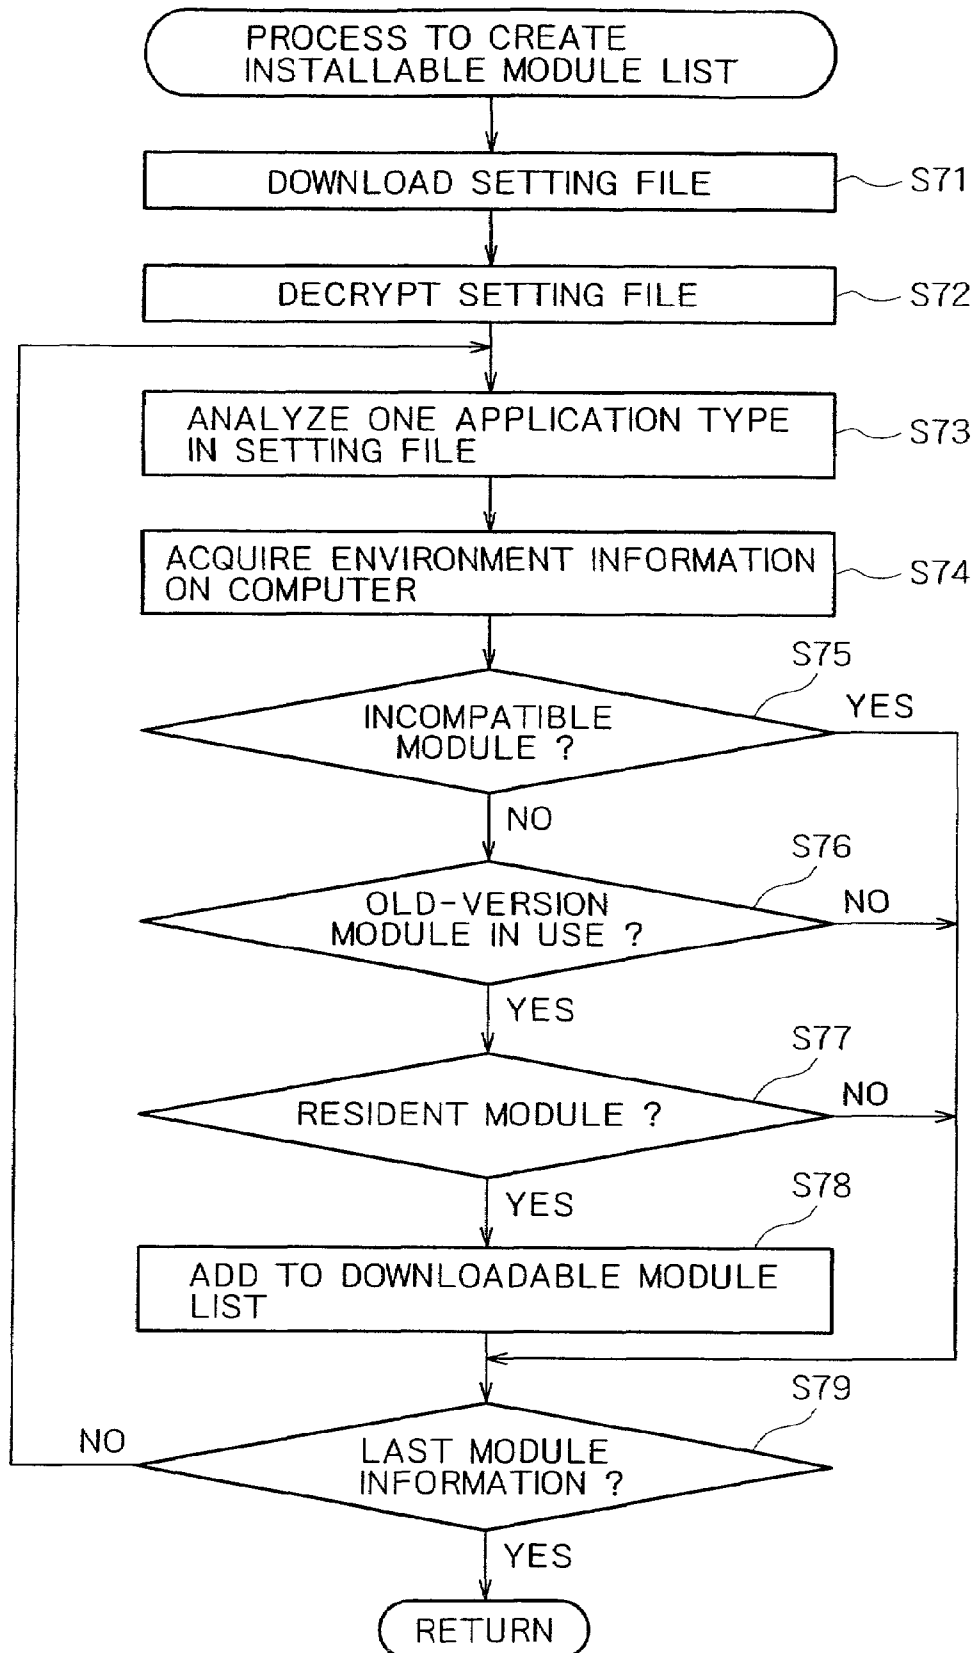 PROCESS TO CREATE
INSTALLABLE MODULE LIST
DOWNLOAD SETTING FILE
S71
DECRYPT SETTING FILE
S72
ANALYZE ONE APPLICATION TYPE
IN SETTING FILE
S73
ACQUIRE ENVIRONMENT INFORMATION
ON COMPUTER
S74
S75
INCOMPATIBLE
MODULE ?
YES
NO
S76
OLD-VERSION
MODULE IN USE ?
NO
YES
S77
RESIDENT MODULE ?
NO
YES
S78
ADD TO DOWNLOADABLE MODULE
LIST
S79
NO
LAST MODULE
INFORMATION ?
YES
RETURN